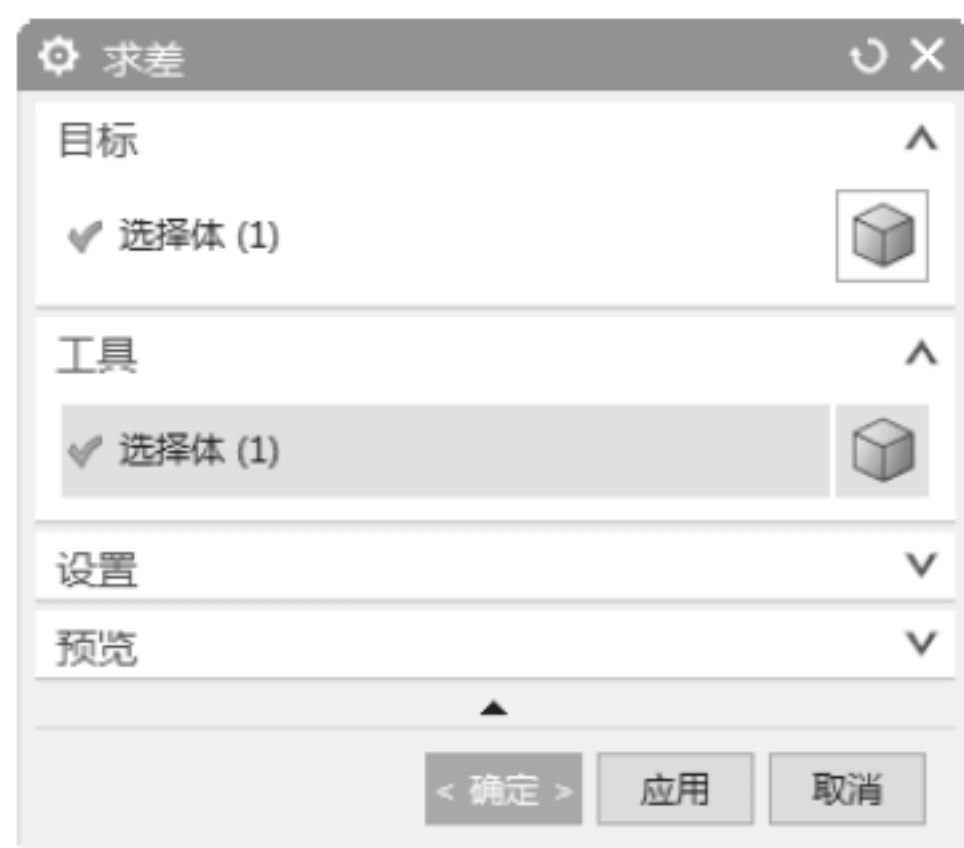 求差
目标
选择体 (1)
工具
选择体 (1)
设置
预览
< 确定 > 应用 取消